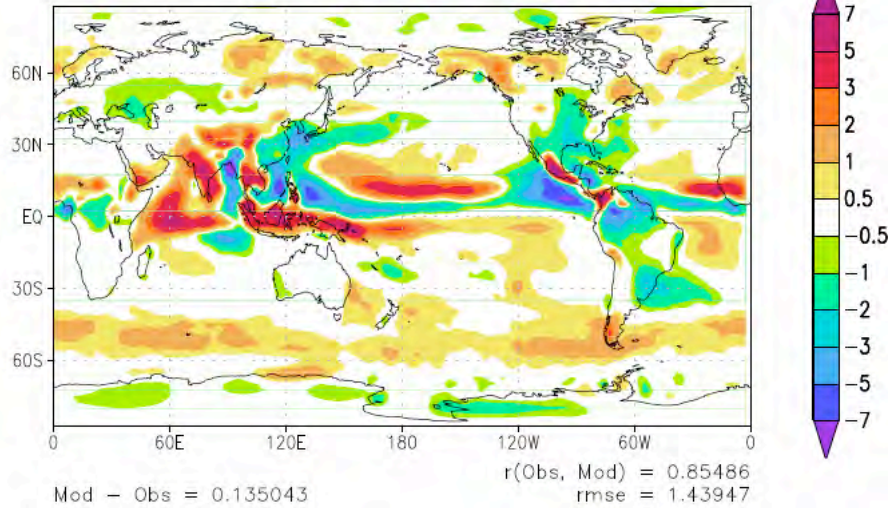 7
5
3
2
1
0.5
-0.5
-1
-2
-3
-5
-7
60N
30N
EQ
30S
60S
0 60E 120E 180 120W 60W 0
r(Obs, Mod) = 0.85486
Mod - Obs = 0.135043 rmse = 1.43947